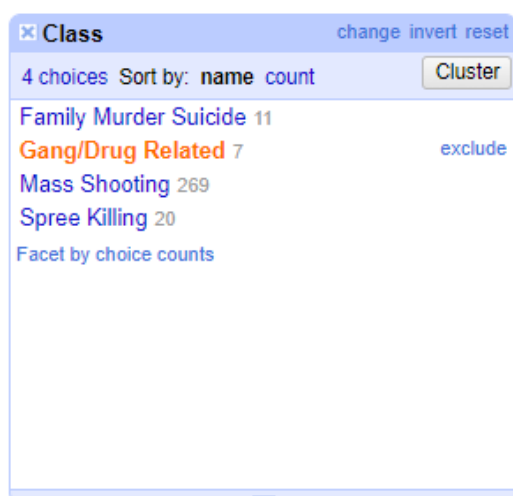 Class change invert reset
4 choices Sort by: name count Cluster
Family Murder Suicide 11
Gang/Drug Related 7 exclude
Mass Shooting 269
Spree Killing 20
Facet by choice counts